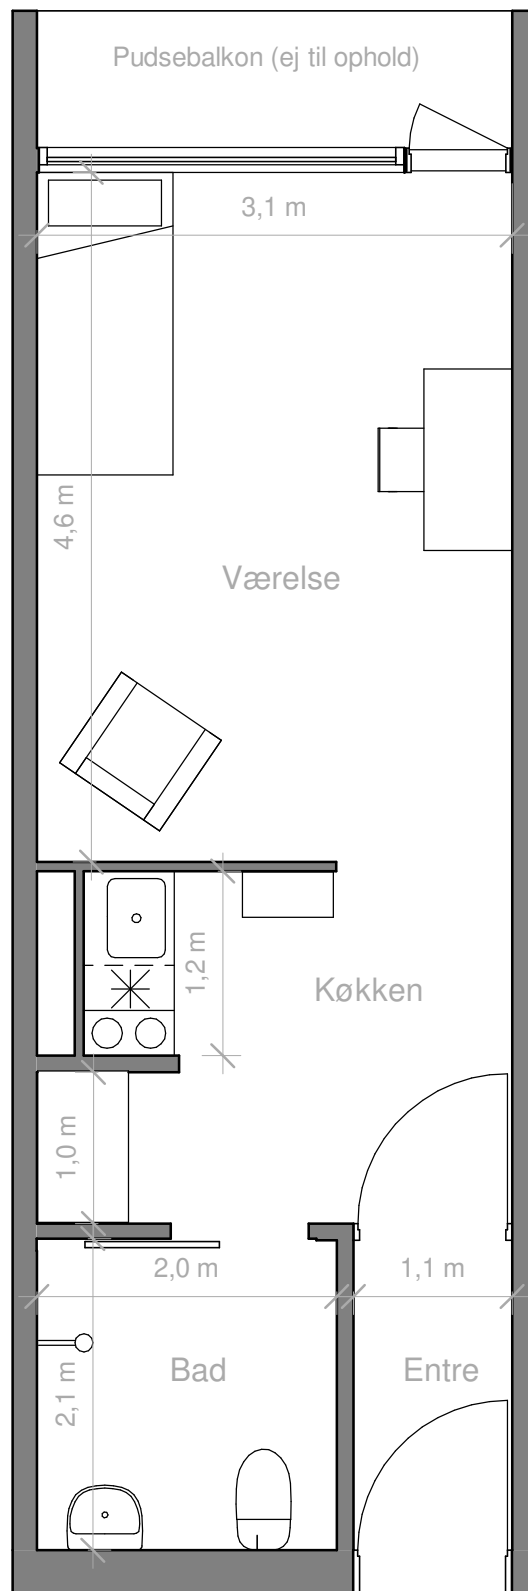 Pudsebalkon (ej til ophold)
3,1 m
4,6 m
Værelse
1,2 m
Køkken
1,0 m
2,0 m
1,1 m
2,1 m
Bad
Entre